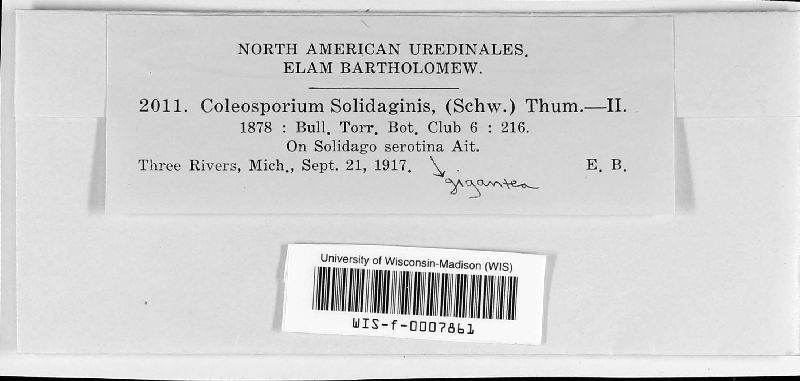 NORTH AMERICAN UREDINALES.
ELAM BARTHOLOMEW.
2011. Coleosporium Solidaginis, (Schw.) Thum.—II.
1878 : Bull. Torr. Bot. Club 6 : 216.
On Solidago serotina Ait.
Three Rivers, Mich., Sept. 21, 1917. E. B.
gigantea
University of Wisconsin-Madison (WIS)
WIS-f-0007861